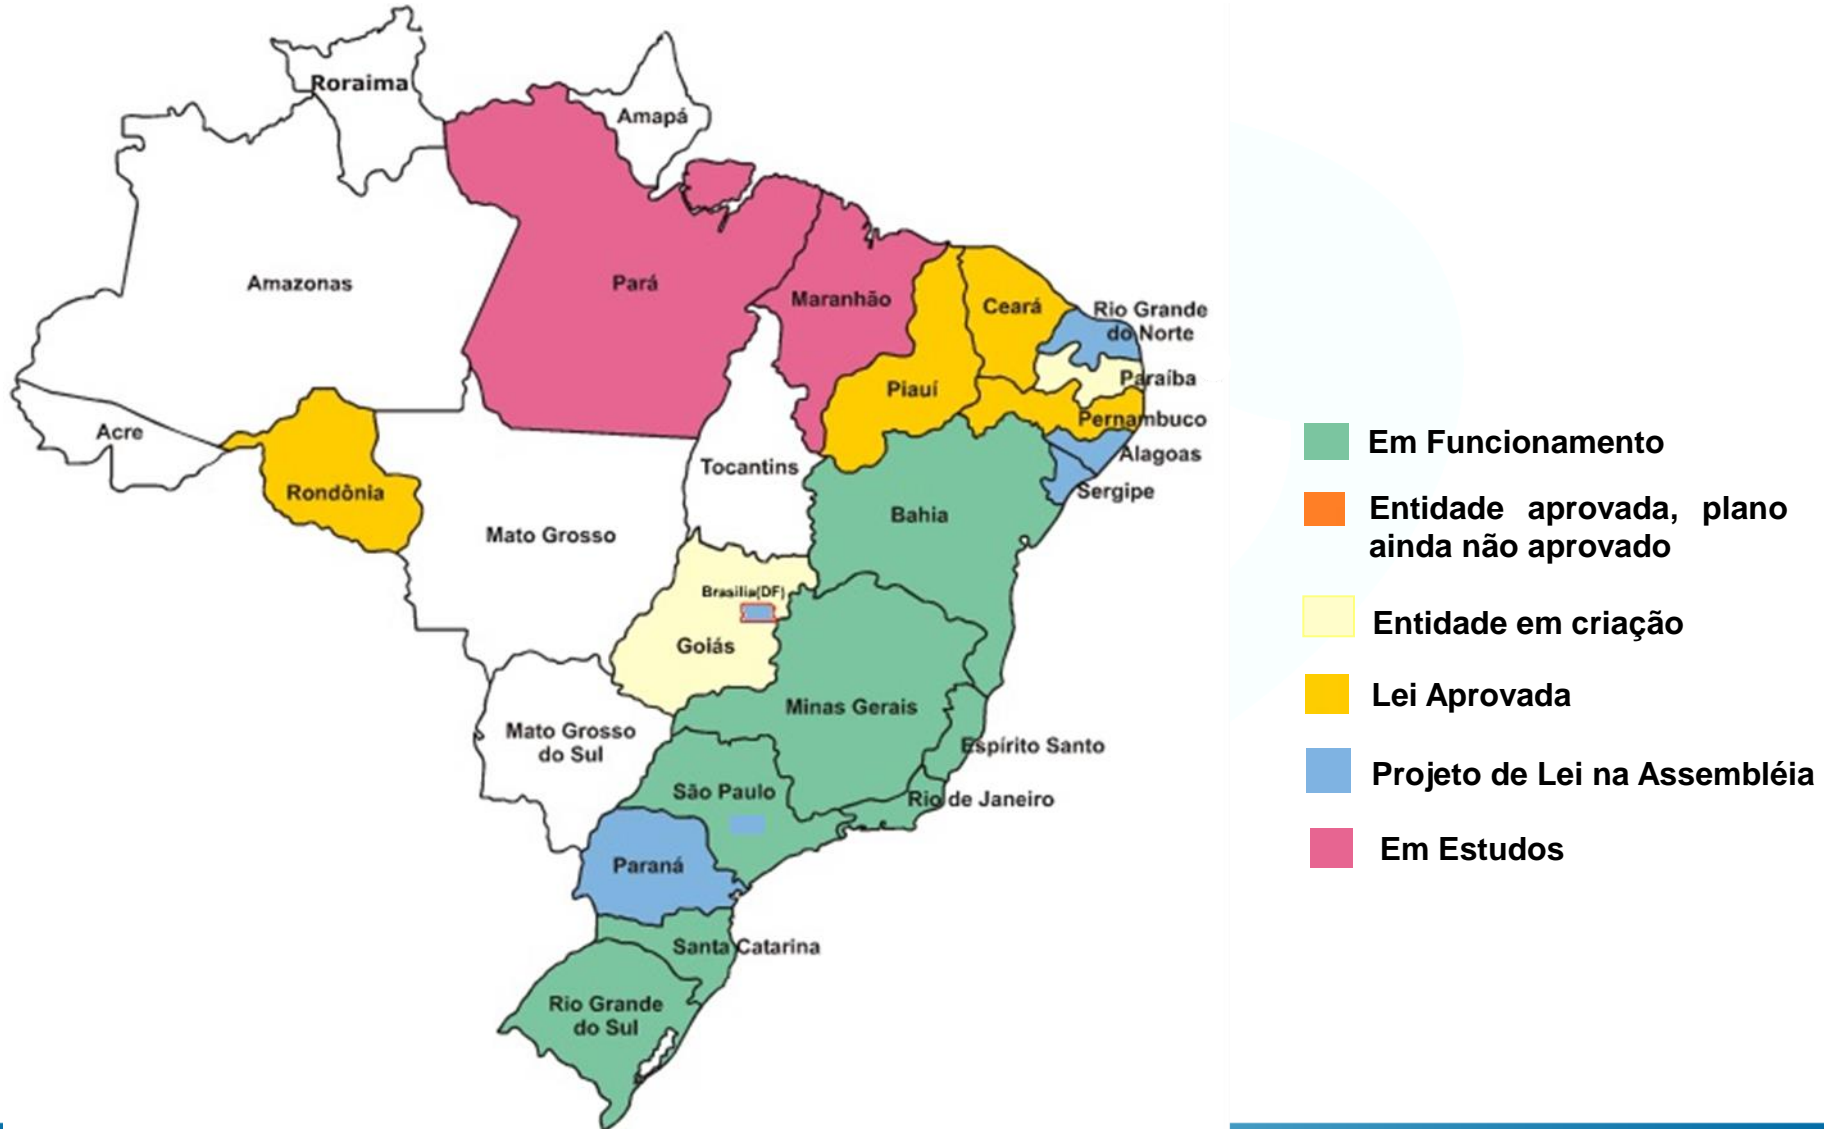 Roraima
Amapá
Amazonas
Pará
Maranhão
Ceará
Rio Grande
do Norte
Piauí
Paraíba
Pernambuco
Acre
Alagoas
Tocantins
Rondônia
Sergipe
Bahia
Mato Grosso
Brasilia(DF)
Goiás
Minas Gerais
Mato Grosso
do Sul
Espírito Santo
São Paulo
Rio de Janeiro
Paraná
Santa Catarina
Rio Grande
do Sul
Em Funcionamento
Entidade aprovada, plano
ainda não aprovado
Entidade em criação
Lei Aprovada
Projeto de Lei na Assembléia
Em Estudos